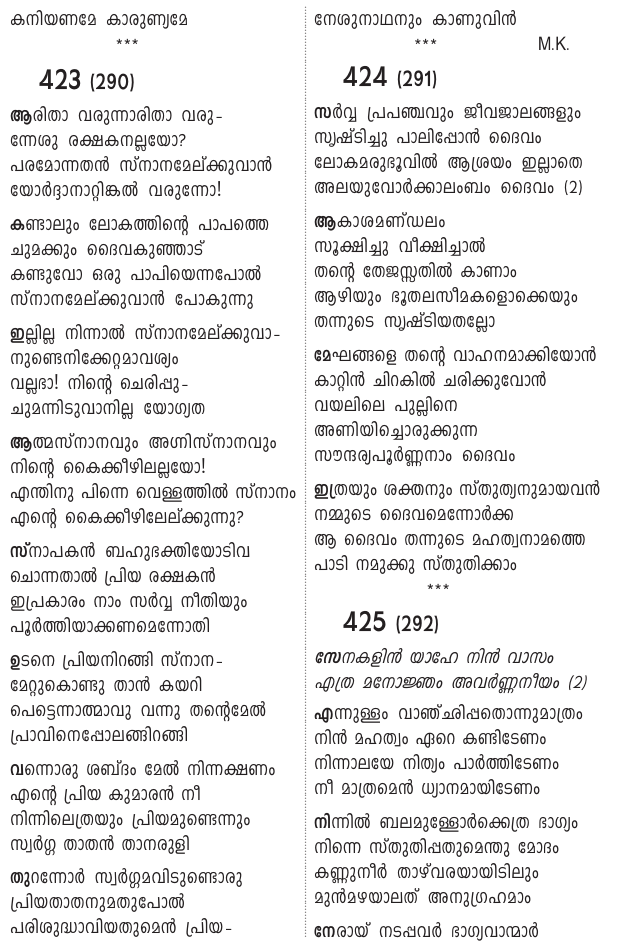 കനിയണമേ കാരുണ്യമേ
***
423 (290)
ആരിതാ വരുന്നാരിതാ വരു-
ന്നേശു രക്ഷകനല്ലയോ?
പരമോന്നതൻ സ്നാനമേല്ക്കുവാൻ
യോർദ്ദാനാറ്റിങ്കൽ വരുന്നോ!
കണ്ടാലും ലോകത്തിന്റെ പാപത്തെ
ചുമക്കും ദൈവകുഞ്ഞാട്
കണ്ടുവോ ഒരു പാപിയെന്നപോൽ
സ്നാനമേല്ക്കുവാൻ പോകുന്നു
ഇല്ലില്ല നിന്നാൽ സ്നാനമേല്ക്കുവാ-
നുണ്ടെനിക്കേറ്റമാവശ്യം
വല്ലഭാ! നിന്റെ ചെരിപ്പു-
ചുമന്നിടുവാനില്ല യോഗ്യത
ആത്മസ്നാനവും അഗ്നിസ്നാനവും
നിന്റെ കൈക്കീഴിലല്ലയോ!
എന്തിനു പിന്നെ വെള്ളത്തിൽ സ്നാനം
എന്റെ കൈക്കീഴിലേല്ക്കുന്നു?
സ്നാപകൻ ബഹുഭക്തിയോടിവ
ചൊന്നതാൽ പ്രിയ രക്ഷകൻ
ഇപ്രകാരം നാം സർവ്വ നീതിയും
പൂർത്തിയാക്കണമെന്നോതി
ഉടനെ പ്രിയനിറങ്ങി സ്നാന-
മേറ്റുകൊണ്ടു താൻ കയറി
പെട്ടെന്നാത്മാവു വന്നു തന്റെമേൽ
പ്രാവിനെപ്പോലങ്ങിറങ്ങി
വന്നൊരു ശബ്ദം മേൽ നിന്നക്ഷണം
എന്റെ പ്രിയ കുമാരൻ നീ
നിന്നിലെത്രയും പ്രിയമുണ്ടെന്നും
സ്വർഗ്ഗ താതൻ താനരുളി
തുറന്നോർ സ്വർഗ്ഗമവിടുണ്ടൊരു
പ്രിയതാതനുമതുപോൽ
പരിശുദ്ധാവിയതുമെൻ പ്രിയ-
നേശുനാഥനും കാണുവിൻ
*** M.K.
424 (291)
സർവ്വ പ്രപഞ്ചവും ജീവജാലങ്ങളും
സൃഷ്ടിച്ചു പാലിപ്പോൻ ദൈവം
ലോകമരുഭൂവിൽ ആശ്രയം ഇല്ലാതെ
അലയുവോർക്കാലംബം ദൈവം (2)
ആകാശമണ്ഡലം
സൂക്ഷിച്ചു വീക്ഷിച്ചാൽ
തന്റെ തേജസ്സതിൽ കാണാം
ആഴിയും ഭൂതലസീമകളൊക്കെയും
തന്നുടെ സൃഷ്ടിയതല്ലോ
മേഘങ്ങളെ തന്റെ വാഹനമാക്കിയോൻ
കാറ്റിൻ ചിറകിൽ ചരിക്കുവോൻ
വയലിലെ പുല്ലിനെ
അണിയിച്ചൊരുക്കുന്ന
സൗന്ദര്യപൂർണ്ണനാം ദൈവം
ഇത്രയും ശക്തനും സ്തുത്യനുമായവൻ
നമ്മുടെ ദൈവമെന്നോർക്ക
ആ ദൈവം തന്നുടെ മഹത്വനാമത്തെ
പാടി നമുക്കു സ്തുതിക്കാം
***
425 (292)
സേനകളിൻ യാഹേ നിൻ വാസം
എത്ര മനോജ്ഞം അവർണ്ണനീയം (2)
എന്നുള്ളം വാഞ്ഛിപ്പതൊന്നുമാത്രം
നിൻ മഹത്വം ഏറെ കണ്ടിടേണം
നിന്നാലയേ നിത്യം പാർത്തിടേണം
നീ മാത്രമെൻ ധ്യാനമായിടേണം
നിന്നിൽ ബലമുള്ളോർക്കെത്ര ഭാഗ്യം
നിന്നെ സ്തുതിപ്പതുമെന്തു മോദം
കണ്ണുനീർ താഴ്‌വരയായിടിലും
മുൻമഴയാലത് അനുഗ്രഹമാം
നേരായ് നടപ്പവർ ഭാഗ്യവാന്മാർ